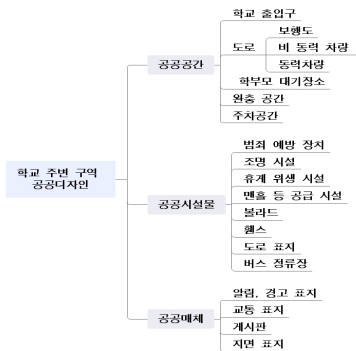 학교 주변 구역
공공디자인
공공공간
학교 출입구
도로
보행도
비 동력 차량
동력차량
학부모 대기장소
완충 공간
주차공간
공공시설물
범죄 예방 장치
조명 시설
휴게 위생 시설
맨홀 등 공급 시설
볼라드
휀스
도로 표지
버스 정류장
공공매체
알림, 경고 표지
교통 표지
게시판
지면 표지